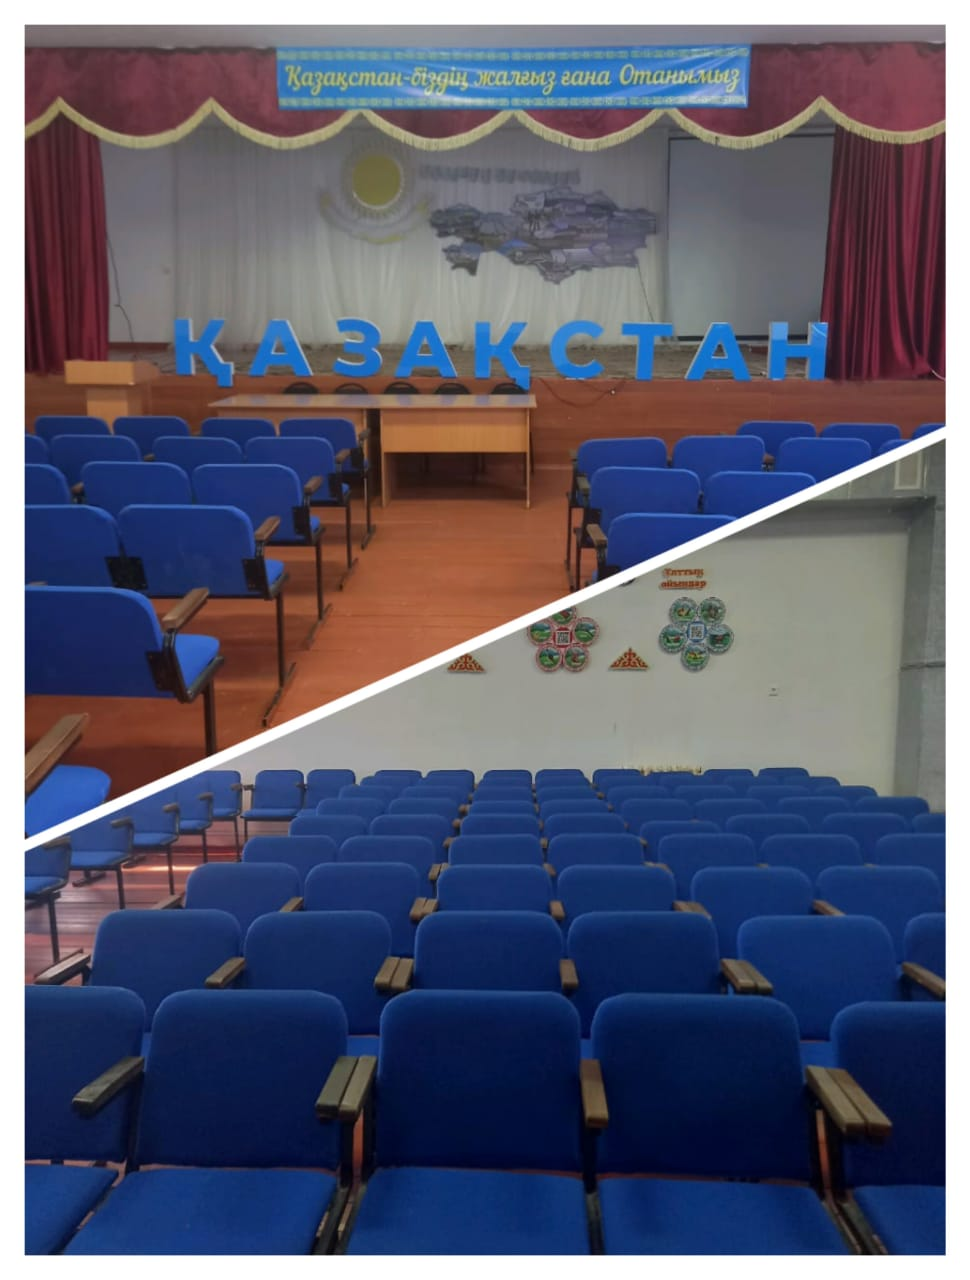 Қазақстан-біздің жалғыз ғана Отанымыз
ҚАЗАҚСТАН
Ұлттық
ойындар